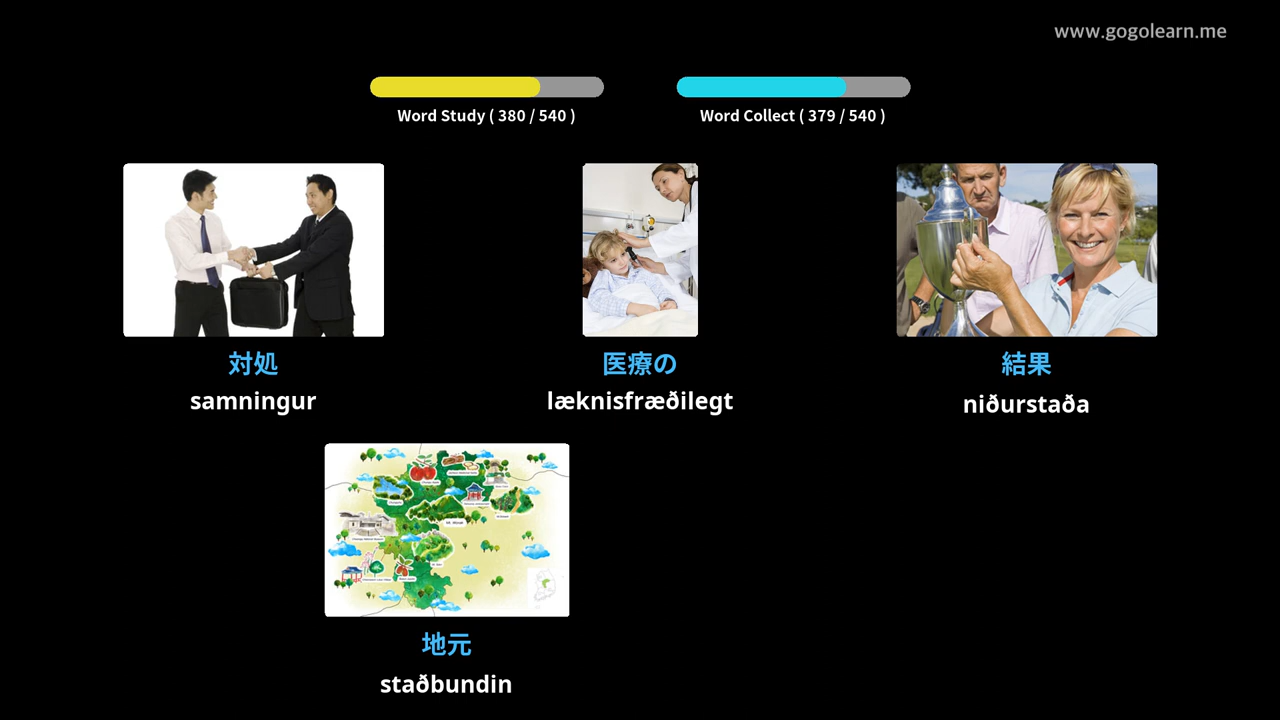 www.gogolearn.me
Word Study ( 380 / 540 )
Word Collect ( 379 / 540 )
対処
samningur
医療の
læknisfræðilegt
結果
niðurstaða
地元
staðbundin